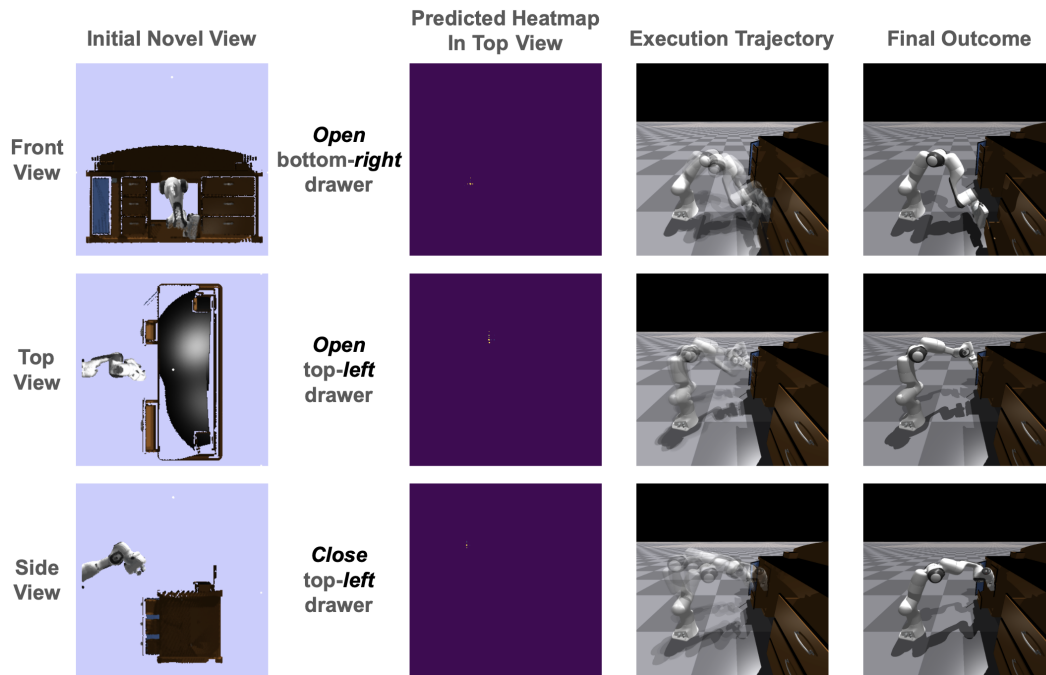 Initial Novel View
Predicted Heatmap
In Top View
Execution Trajectory
Final Outcome
Front
View
Open
bottom-right
drawer
Top
View
Open
top-left
drawer
Side
View
Close
top-left
drawer